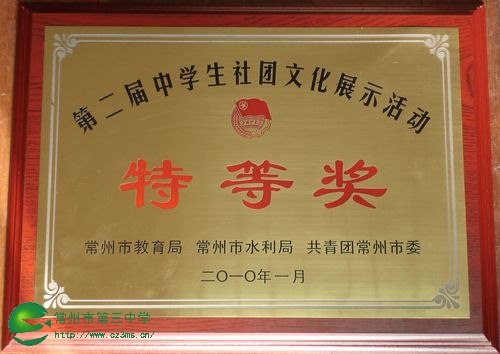 第二届中学生社团文化展示活动
特等奖
常州市教育局 常州市水利局 共青团常州市委
二〇一〇年一月
常州市第三中学
http://www.cz3ms.cn/